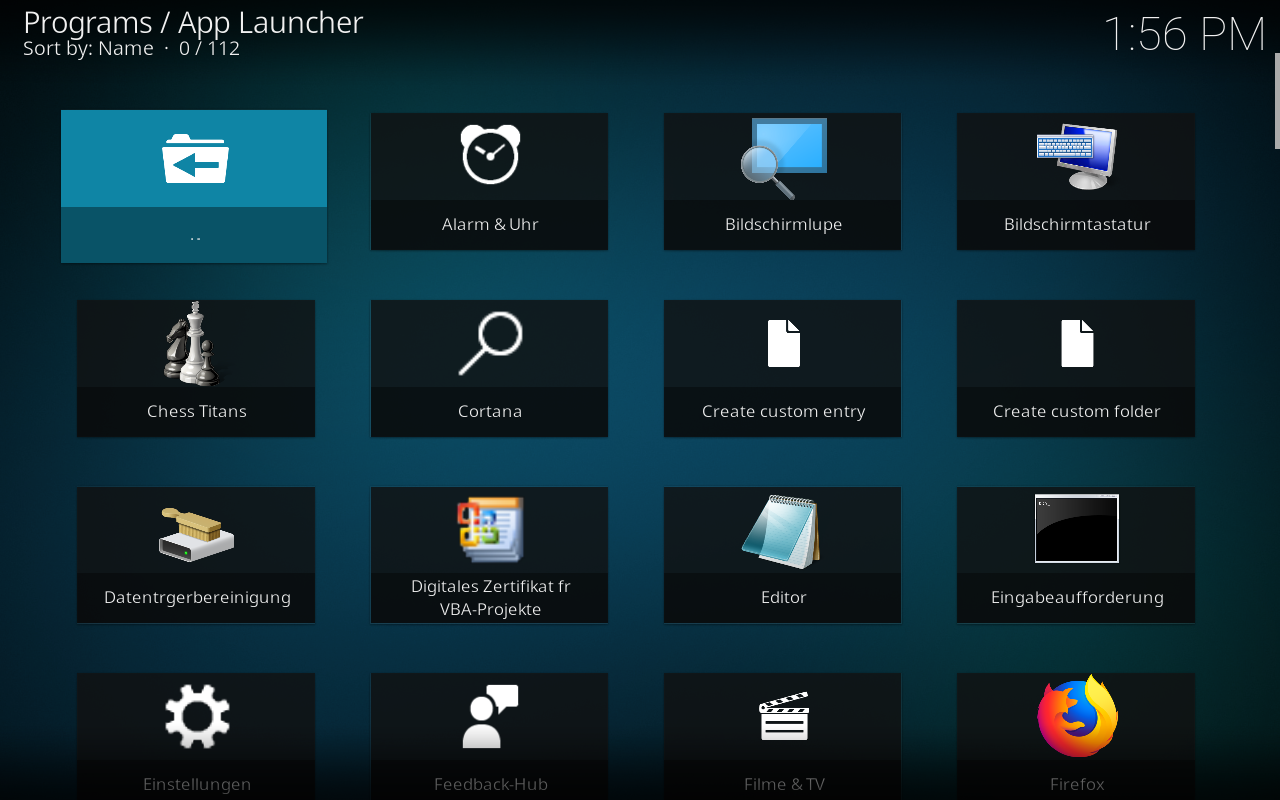 Programs / App Launcher
Sort by: Name · 0 / 112
1:56 PM
..
Alarm & Uhr
Bildschirmlupe
Bildschirmtastatur
Chess Titans
Cortana
Create custom entry
Create custom folder
Datentrgerbereinigung
Digitales Zertifikat fr
VBA-Projekte
Editor
Eingabeaufforderung
Einstellungen
Feedback-Hub
Filme & TV
Firefox